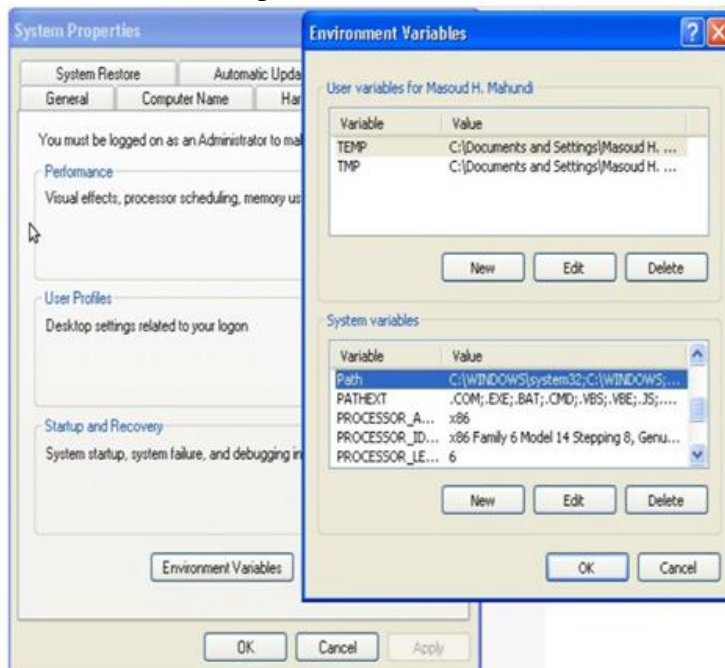 System Properties
System Restore
Automatic Upda
General
Computer Name
Har
You must be logged on as an Administrator to mal
Performance
Visual effects, processor scheduling, memory us
User Profiles
Desktop settings related to your logon
Startup and Recovery
System startup, system failure, and debugging in
Environment Variables
OK
Cancel
Apply
Environment Variables
User variables for Masoud H. Mahundi
Variable Value
TEMP C:\Documents and Settings\Masoud H. ...
TMP C:\Documents and Settings\Masoud H. ...
New
Edit
Delete
System variables
Variable Value
Path C:\WINDOWS\system32;C:\WINDOWS;...
PATHEXT .COM;.EXE;.BAT;.CMD;.VBS;.VBE;.JS;....
PROCESSOR_A... x86
PROCESSOR_ID... x86 Family 6 Model 14 Stepping 8, Genu...
PROCESSOR_LE... 6
New
Edit
Delete
OK
Cancel